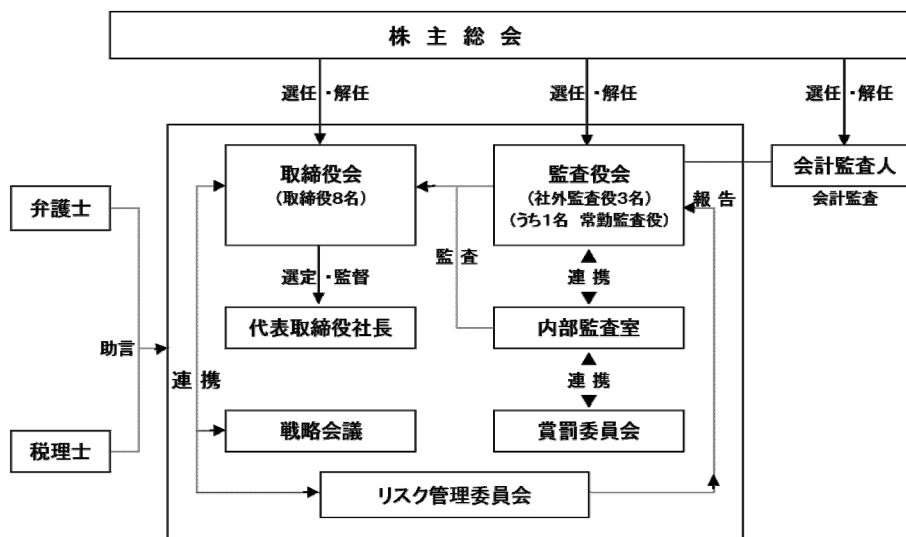 株主総会
選任・解任
選任・解任
選任・解任
取締役会
(取締役8名)
監査役会
(社外監査役3名)
(うち1名 常勤監査役)
報告
会計監査人
会計監査
弁護士
監査
選定・監督
連携
代表取締役社長
内部監査室
助言
連携
連携
戦略会議
賞罰委員会
税理士
リスク管理委員会